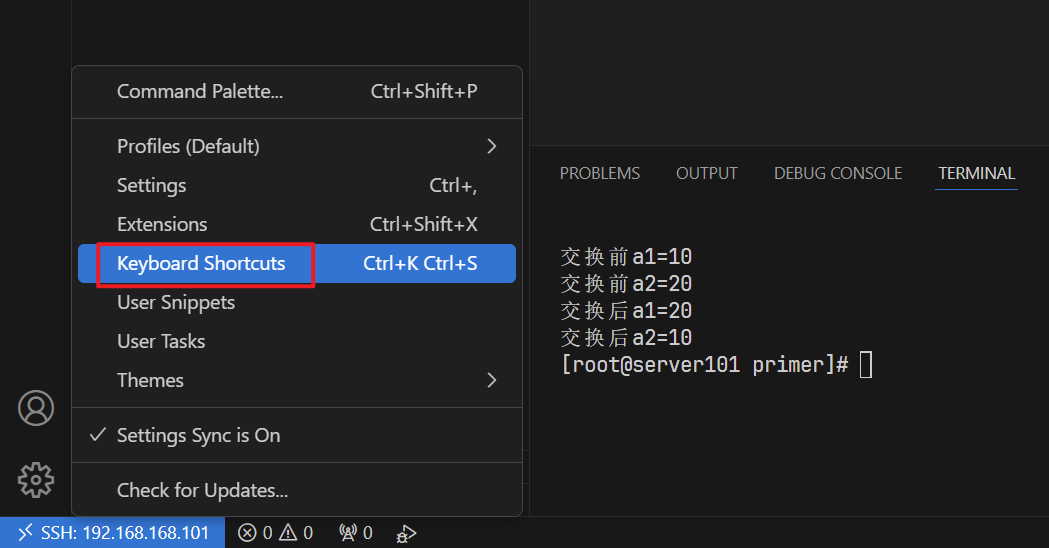 Command Palette... Ctrl+Shift+P
Profiles (Default)
Settings Ctrl+,
Extensions Ctrl+Shift+X
Keyboard Shortcuts Ctrl+K Ctrl+S
User Snippets
User Tasks
Themes
Settings Sync is On
Check for Updates...
PROBLEMS OUTPUT DEBUG CONSOLE TERMINAL
交换前a1=10
交换前a2=20
交换后a1=20
交换后a2=10
[root@server101 primer]#
SSH: 192.168.168.101 0 0 0